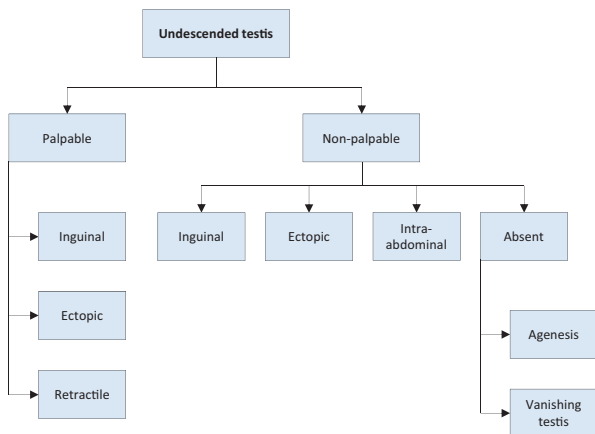 Undescended testis
Palpable
Non-palpable
Inguinal
Ectopic
Retractile
Inguinal
Ectopic
Intra-
abdominal
Absent
Agenesis
Vanishing
testis